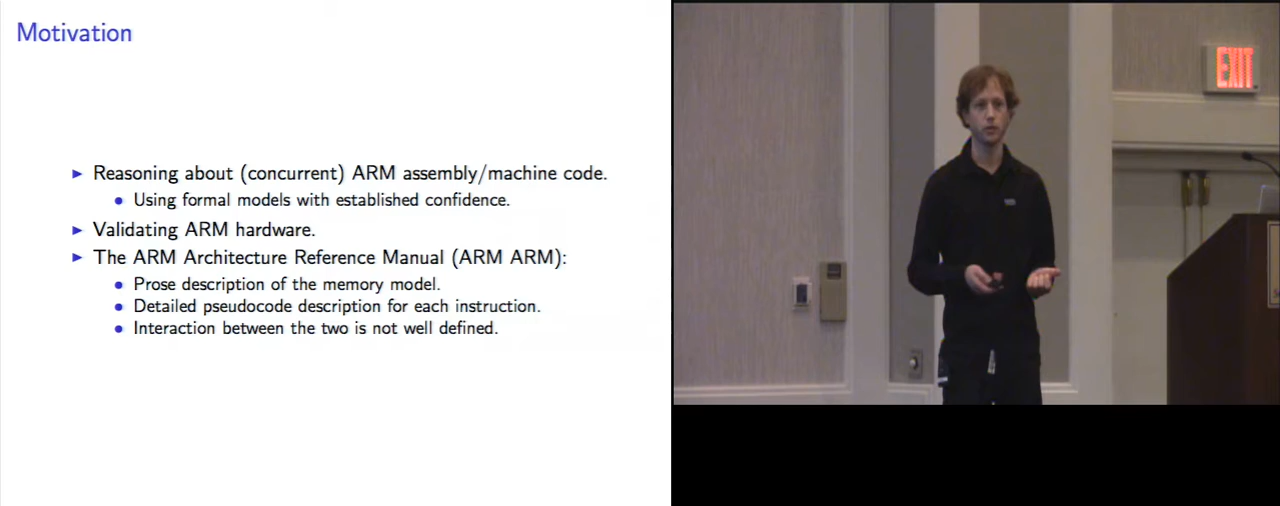 Motivation
Reasoning about (concurrent) ARM assembly/machine code.
Using formal models with established confidence.
Validating ARM hardware.
The ARM Architecture Reference Manual (ARM ARM):
Prose description of the memory model.
Detailed pseudocode description for each instruction.
Interaction between the two is not well defined.
EXIT